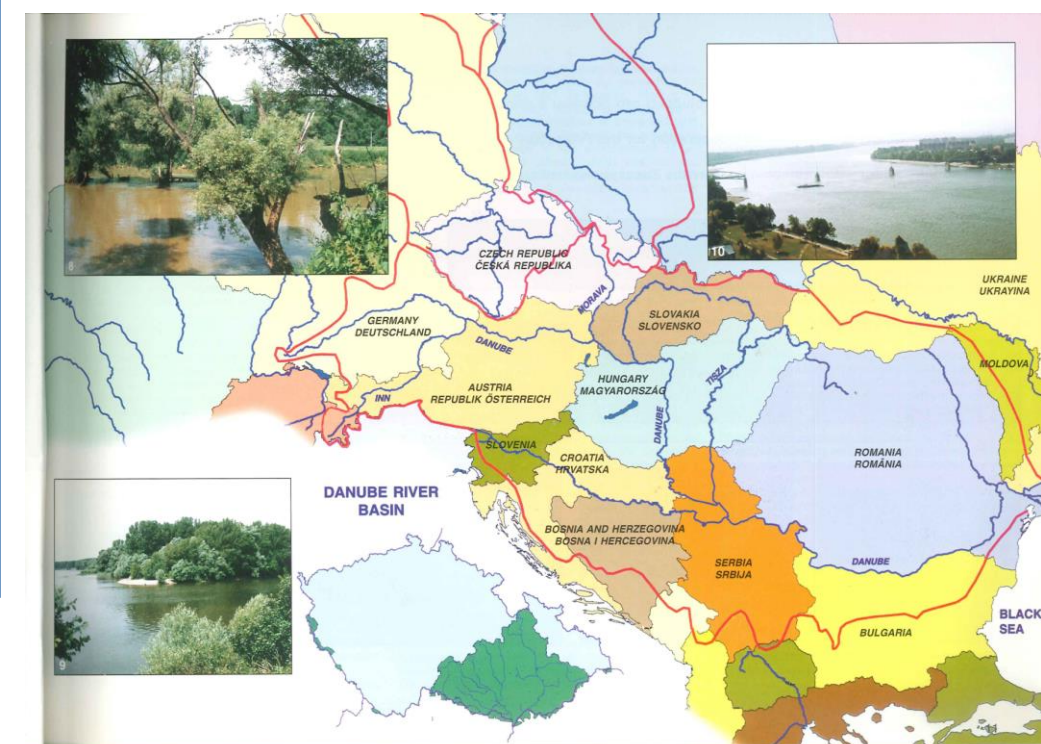 8
10
UKRAINE
UKRAYINA
CZECH REPUBLIC
ČESKÁ REPUBLIKA
MORAVA
SLOVAKIA
SLOVENSKO
GERMANY
DEUTSCHLAND
DANUBE
MOLDOVA
HUNGARY
MAGYARORSZÁG
TISZA
INN
AUSTRIA
REPUBLIK ÖSTERREICH
DANUBE
SLOVENIA
CROATIA
HRVATSKA
ROMANIA
ROMÂNIA
DANUBE RIVER
BASIN
BOSNIA AND HERZEGOVINA
BOSNA I HERCEGOVINA
SERBIA
SRBIJA
DANUBE
BLACK
SEA
BULGARIA
9